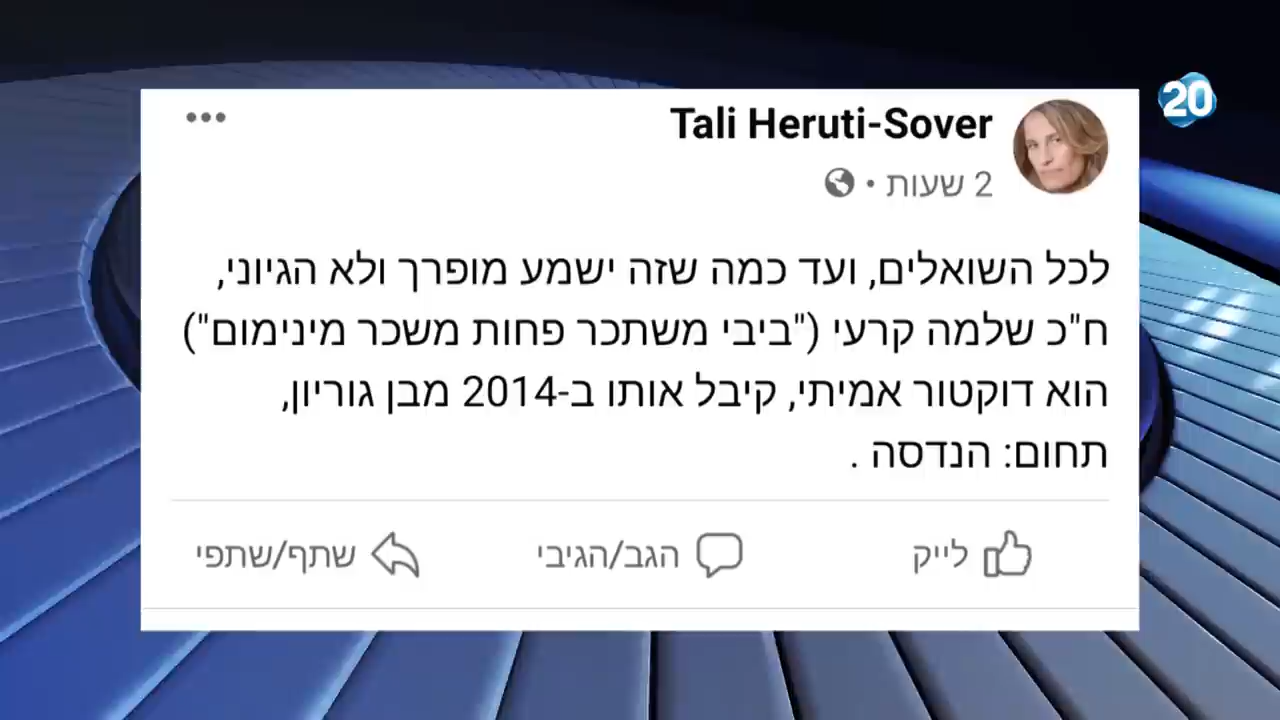 20
Tali Heruti-Sover
2 שעות •
לכל השואלים, ועד כמה שזה ישמע מופרך ולא הגיוני,
ח"כ שלמה קרעי ("ביבי משתכר פחות משכר מינימום")
הוא דוקטור אמיתי, קיבל אותו ב-2014 מבן גוריון,
תחום: הנדסה .
לייק
הגב/הגיבי
שתף/שתפי